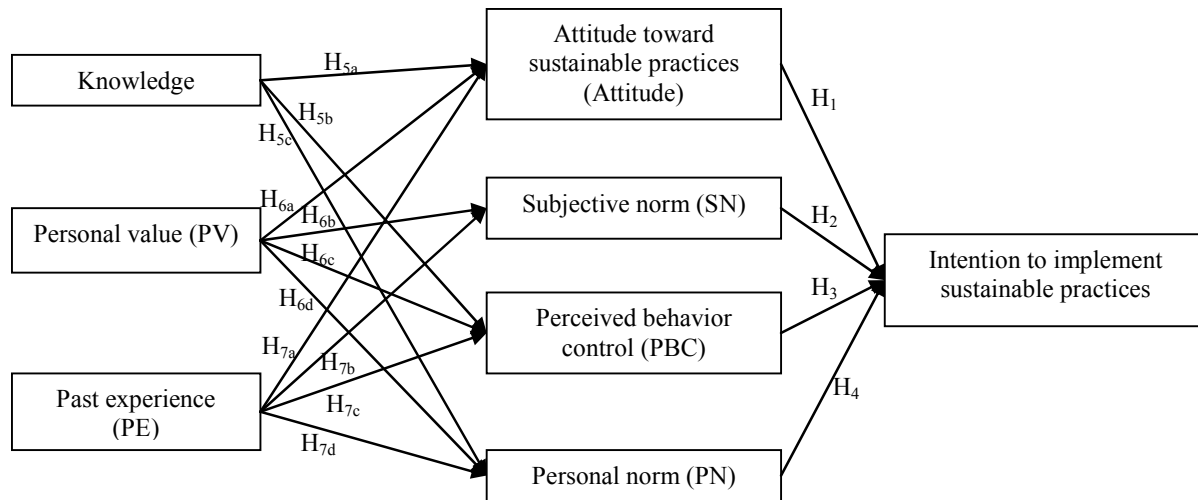 Knowledge
Personal value (PV)
Past experience
(PE)
H5a
H5b
H5c
H6a
H6b
H6c
H6d
H7a
H7b
H7c
H7d
Attitude toward
sustainable practices
(Attitude)
Subjective norm (SN)
Perceived behavior
control (PBC)
Personal norm (PN)
H1
H2
H3
H4
Intention to implement
sustainable practices